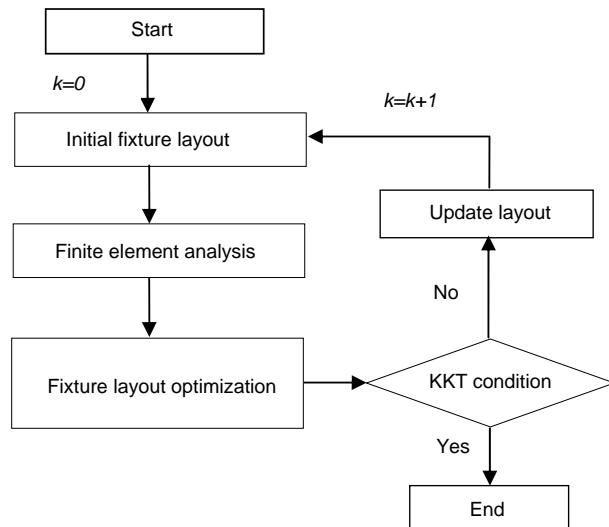 Start
k=0
k=k+1
Initial fixture layout
Update layout
Finite element analysis
No
Fixture layout optimization
KKT condition
Yes
End